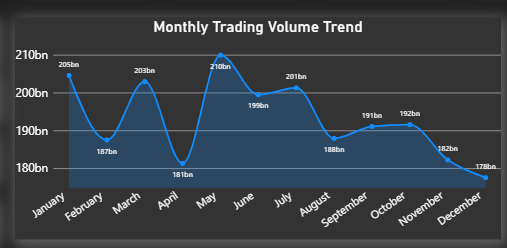 Monthly Trading Volume Trend
210bn
200bn
190bn
180bn
205bn
187bn
203bn
181bn
210bn
199bn
201bn
188bn
191bn
192bn
182bn
178bn
January
February
March
April
May
June
July
August
September
October
November
December